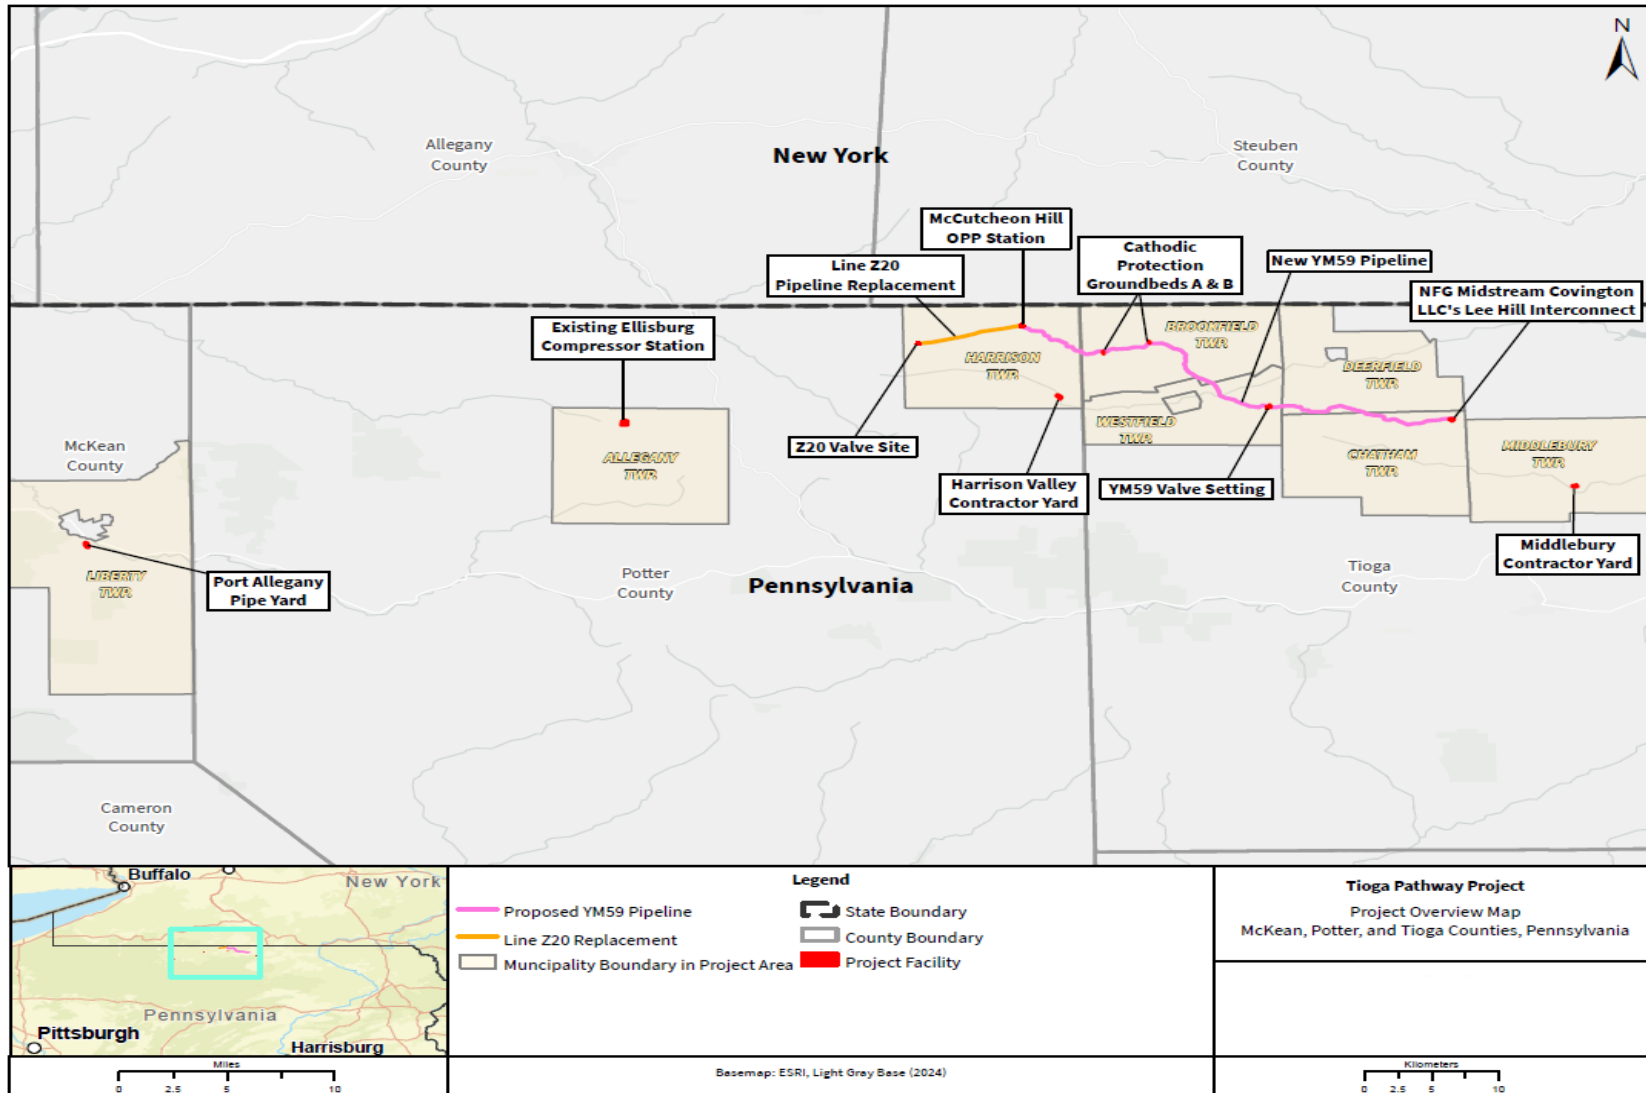 N
Allegany
County
New York
Steuben
County
McCutcheon Hill
OPP Station
Cathodic
Protection
Groundbeds A & B
Line Z20
Pipeline Replacement
New YM59 Pipeline
NFG Midstream Covington
LLC's Lee Hill Interconnect
Existing Ellisburg
Compressor Station
BROOKFIELD
TWP.
HARRISON
TWP.
DEERFIELD
TWP.
WESTFIELD
TWP.
CHATHAM
TWP.
MIDDLEBURY
TWP.
ALLEGANY
TWP.
McKean
County
Z20 Valve Site
Harrison Valley
Contractor Yard
YM59 Valve Setting
Middlebury
Contractor Yard
LIBERTY
TWP.
Port Allegany
Pipe Yard
Potter
County
Pennsylvania
Tioga
County
Cameron
County
Buffalo
New York
Pennsylvania
Pittsburgh
Harrisburg
Legend
Proposed YM59 Pipeline
Line Z20 Replacement
Muncipality Boundary in Project Area
State Boundary
County Boundary
Project Facility
Tioga Pathway Project
Project Overview Map
McKean, Potter, and Tioga Counties, Pennsylvania
Miles
0 2.5 5 10
Basemap: ESRI, Light Gray Base (2024)
Kilometers
0 2.5 5 10